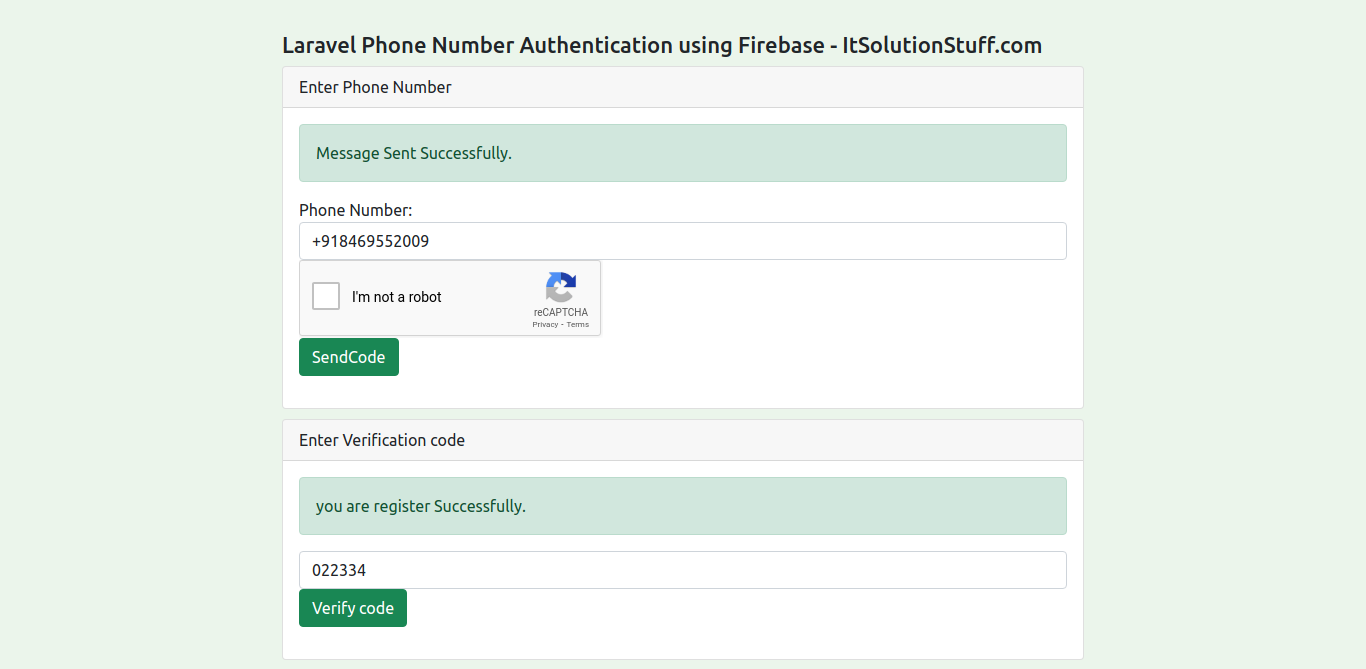 Laravel Phone Number Authentication using Firebase - ItSolutionStuff.com
Enter Phone Number
Message Sent Successfully.
Phone Number:
+918469552009
I'm not a robot
reCAPTCHA
Privacy - Terms
SendCode
Enter Verification code
you are register Successfully.
022334
Verify code